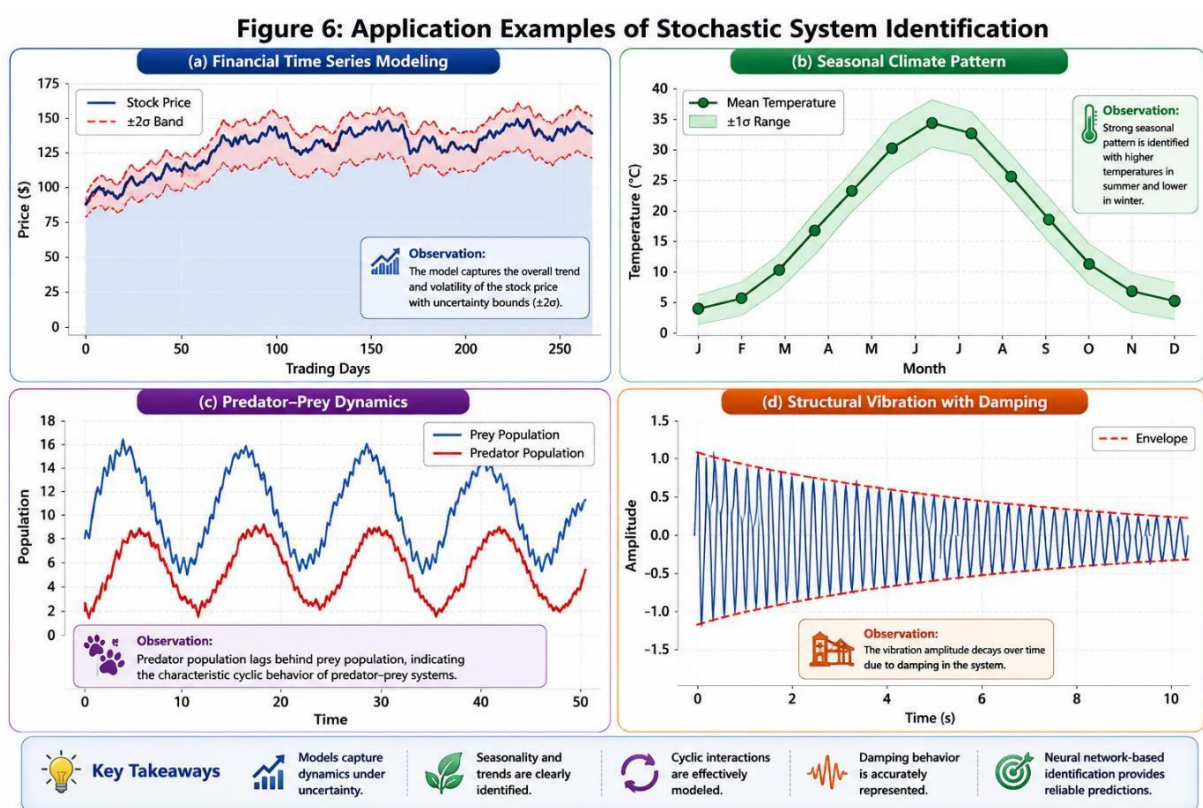 Figure 6: Application Examples of Stochastic System Identification
(a) Financial Time Series Modeling
Stock Price
±2σ Band
175
150
125
100
75
50
25
0
Price ($)
0
50
100
150
200
250
Trading Days
Observation:
The model captures the overall trend
and volatility of the stock price
with uncertainty bounds (±2σ).
(b) Seasonal Climate Pattern
Mean Temperature
±1σ Range
40
35
30
25
20
15
10
5
0
Temperature (°C)
J F M A M J J A S O N D
Month
Observation:
Strong seasonal
pattern is identified
with higher
temperatures in
summer and lower
in winter.
(c) Predator–Prey Dynamics
Prey Population
Predator Population
18
16
14
12
10
8
6
4
2
0
Population
0
10
20
30
40
50
Time
Observation:
Predator population lags behind prey population, indicating
the characteristic cyclic behavior of predator–prey systems.
(d) Structural Vibration with Damping
Envelope
1.5
1.0
0.5
0.0
-0.5
-1.0
-1.5
Amplitude
0
2
4
6
8
10
Time (s)
Observation:
The vibration amplitude decays over time
due to damping in the system.
Key Takeaways
Models capture
dynamics under
uncertainty.
Seasonality and
trends are clearly
identified.
Cyclic interactions
are effectively
modeled.
Damping behavior
is accurately
represented.
Neural network-based
identification provides
reliable predictions.